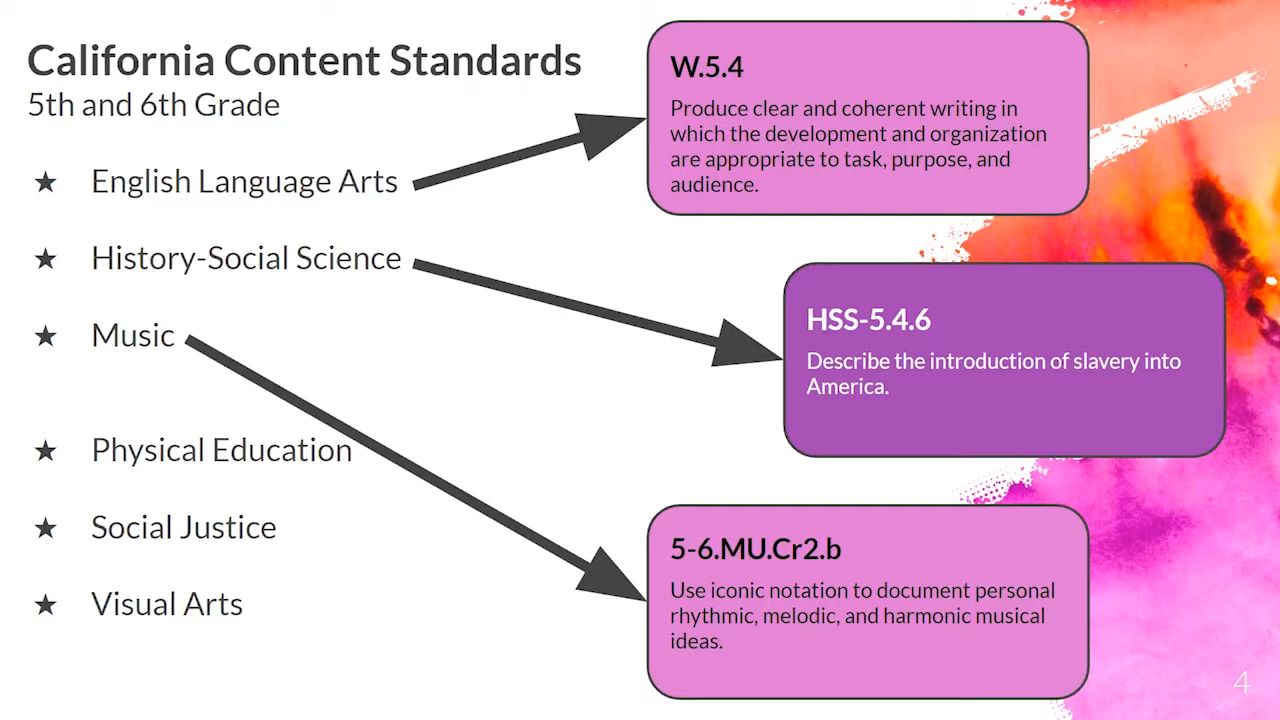 California Content Standards
5th and 6th Grade
★ English Language Arts
★ History-Social Science
★ Music
★ Physical Education
★ Social Justice
★ Visual Arts
W.5.4
Produce clear and coherent writing in
which the development and organization
are appropriate to task, purpose, and
audience.
HSS-5.4.6
Describe the introduction of slavery into
America.
5-6.MU.Cr2.b
Use iconic notation to document personal
rhythmic, melodic, and harmonic musical
ideas.
4